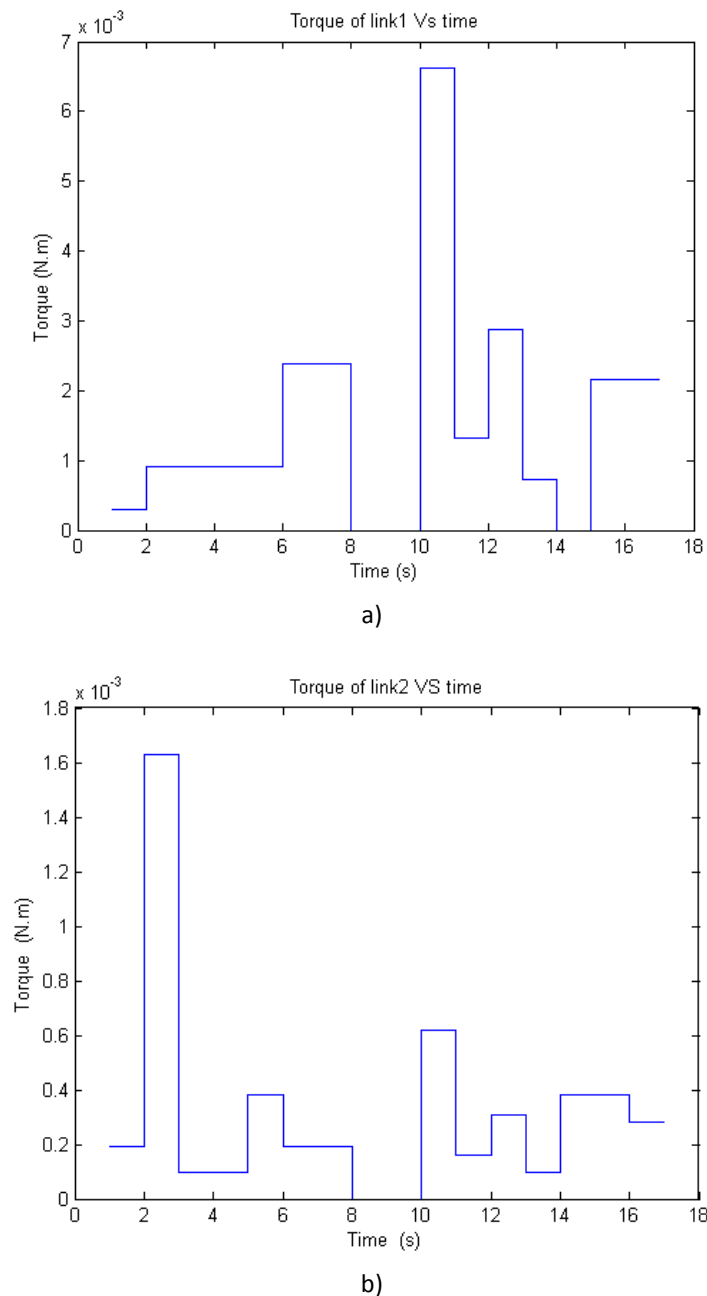 Torque of link1 Vs time
x 10-3
7
6
5
4
3
2
1
0
Torque (N.m)
0 2 4 6 8 10 12 14 16 18
Time (s)
a)
Torque of link2 VS time
x 10-3
1.8
1.6
1.4
1.2
1
0.8
0.6
0.4
0.2
0
Torque (N.m)
0 2 4 6 8 10 12 14 16 18
Time (s)
b)